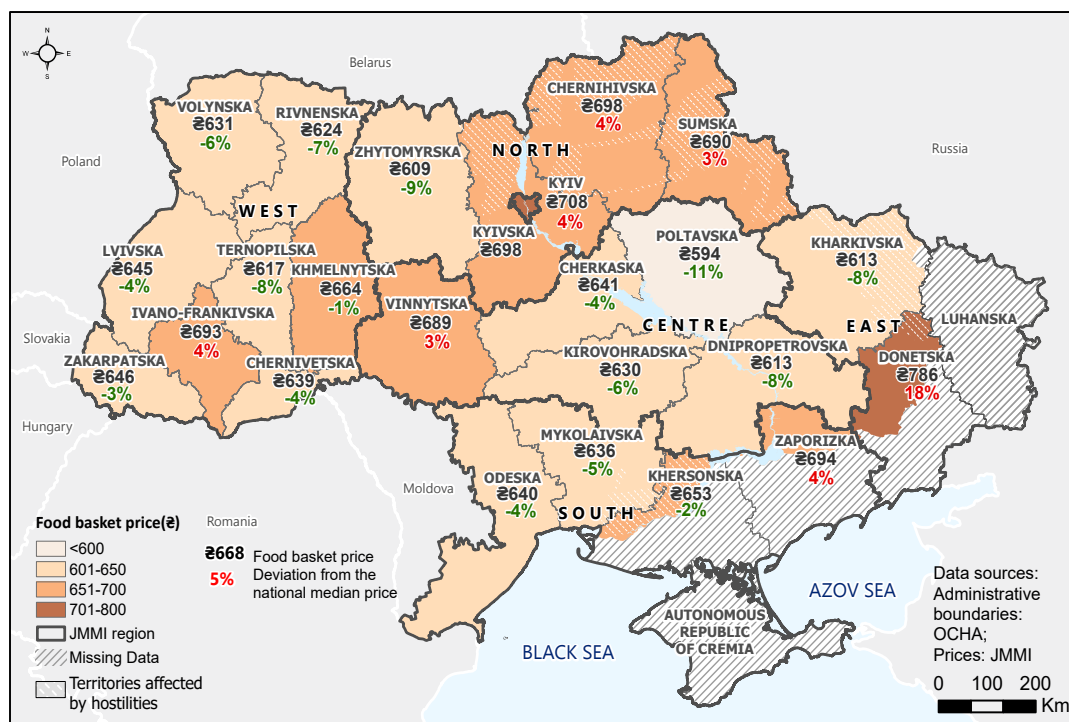 N
W
E
S
Belarus
Poland
Russia
Slovakia
Hungary
Romania
Moldova
VOLYNSKA
₴631
-6%
RIVNENSKA
₴624
-7%
ZHYTOMYRSKA
₴609
-9%
NORTH
CHERNIHIVSKA
₴698
4%
SUMSKA
₴690
3%
KYIV
₴708
4%
KYIVSKA
₴698
WEST
LVIVSKA
₴645
-4%
TERNOPILSKA
₴617
-8%
KHMELNYTSKA
₴664
-1%
IVANO-FRANKIVSKA
₴693
4%
ZAKARPATSKA
₴646
-3%
CHERNIVETSKA
₴639
-4%
VINNYTSKA
₴689
3%
CHERKASKA
₴641
-4%
POLTAVSKA
₴594
-11%
KHARKIVSKA
₴613
-8%
CENTRE
EAST
LUHANSKA
KIROVOHRADSKA
₴630
-6%
DNIPROPETROVSKA
₴613
-8%
DONETSKA
₴786
18%
MYKOLAIVSKA
₴636
-5%
ZAPORIZKA
₴694
4%
ODESKA
₴640
-4%
KHERSONSKA
₴653
-2%
SOUTH
AUTONOMOUS
REPUBLIC
OF CREMIA
BLACK SEA
AZOV SEA
Food basket price(₴)
<600
601-650
651-700
701-800
JMMI region
Missing Data
Territories affected
by hostilities
₴668
Food basket price
5%
Deviation from the
national median price
Data sources:
Administrative
boundaries:
OCHA;
Prices: JMMI
0 100 200
Km